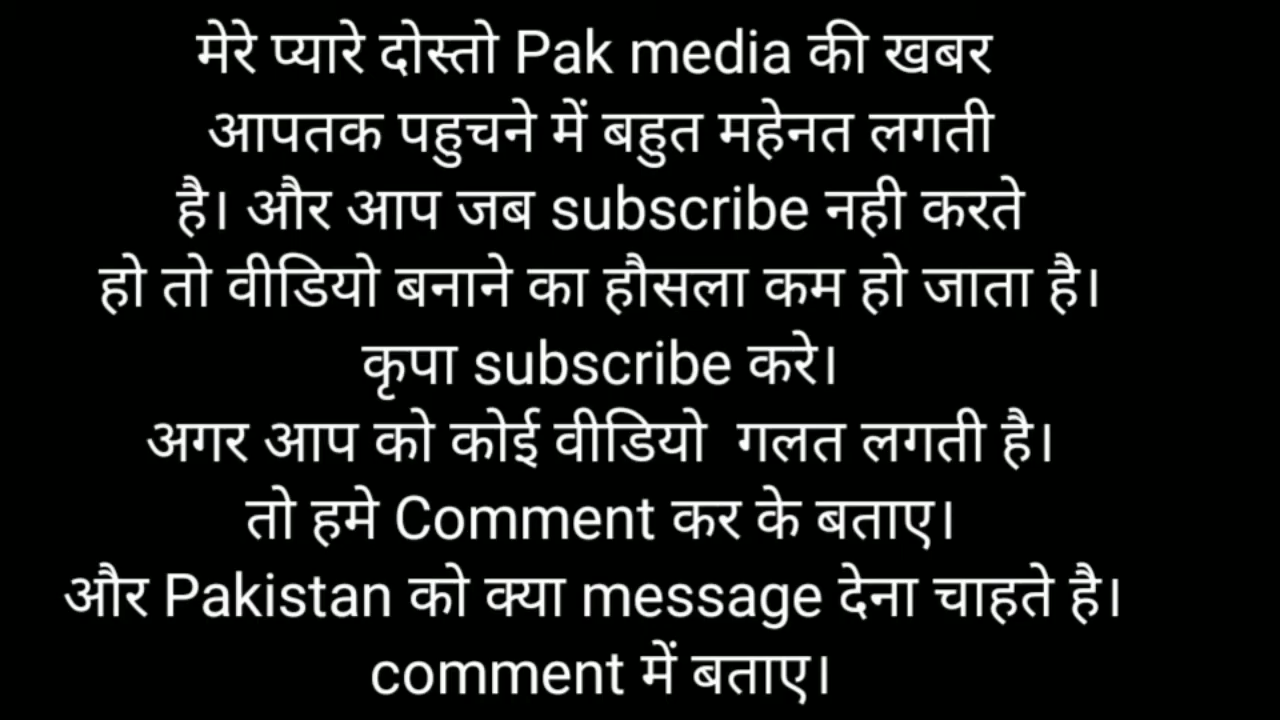 मेरे प्यारे दोस्तो Pak media की खबर
आपतक पहुचने में बहुत महेनत लगती
है। और आप जब subscribe नही करते
हो तो वीडियो बनाने का हौसला कम हो जाता है।
कृपा subscribe करे।
अगर आप को कोई वीडियो गलत लगती है।
तो हमे Comment कर के बताए।
और Pakistan को क्या message देना चाहते है।
comment में बताए।